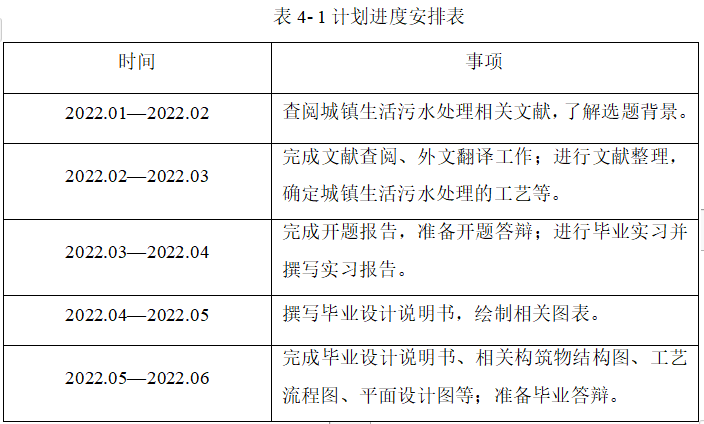 表 4- 1 计划进度安排表
时间
事项
2022.01—2022.02
查阅城镇生活污水处理相关文献,了解选题背景。
2022.02—2022.03
完成文献查阅、外文翻译工作；进行文献整理，
确定城镇生活污水处理的工艺等。
2022.03—2022.04
完成开题报告，准备开题答辩；进行毕业实习并
撰写实习报告。
2022.04—2022.05
撰写毕业设计说明书，绘制相关图表。
2022.05—2022.06
完成毕业设计说明书、相关构筑物结构图、工艺
流程图、平面设计图等；准备毕业答辩。